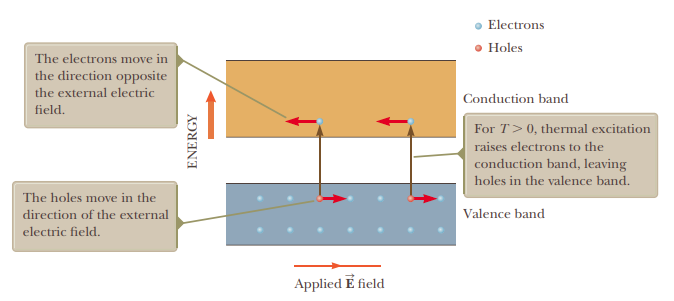 Electrons
Holes
The electrons move in
the direction opposite
the external electric
field.
ENERGY
Conduction band
For T > 0, thermal excitation
raises electrons to the
conduction band, leaving
holes in the valence band.
The holes move in the
direction of the external
electric field.
Valence band
Applied E⃗ field